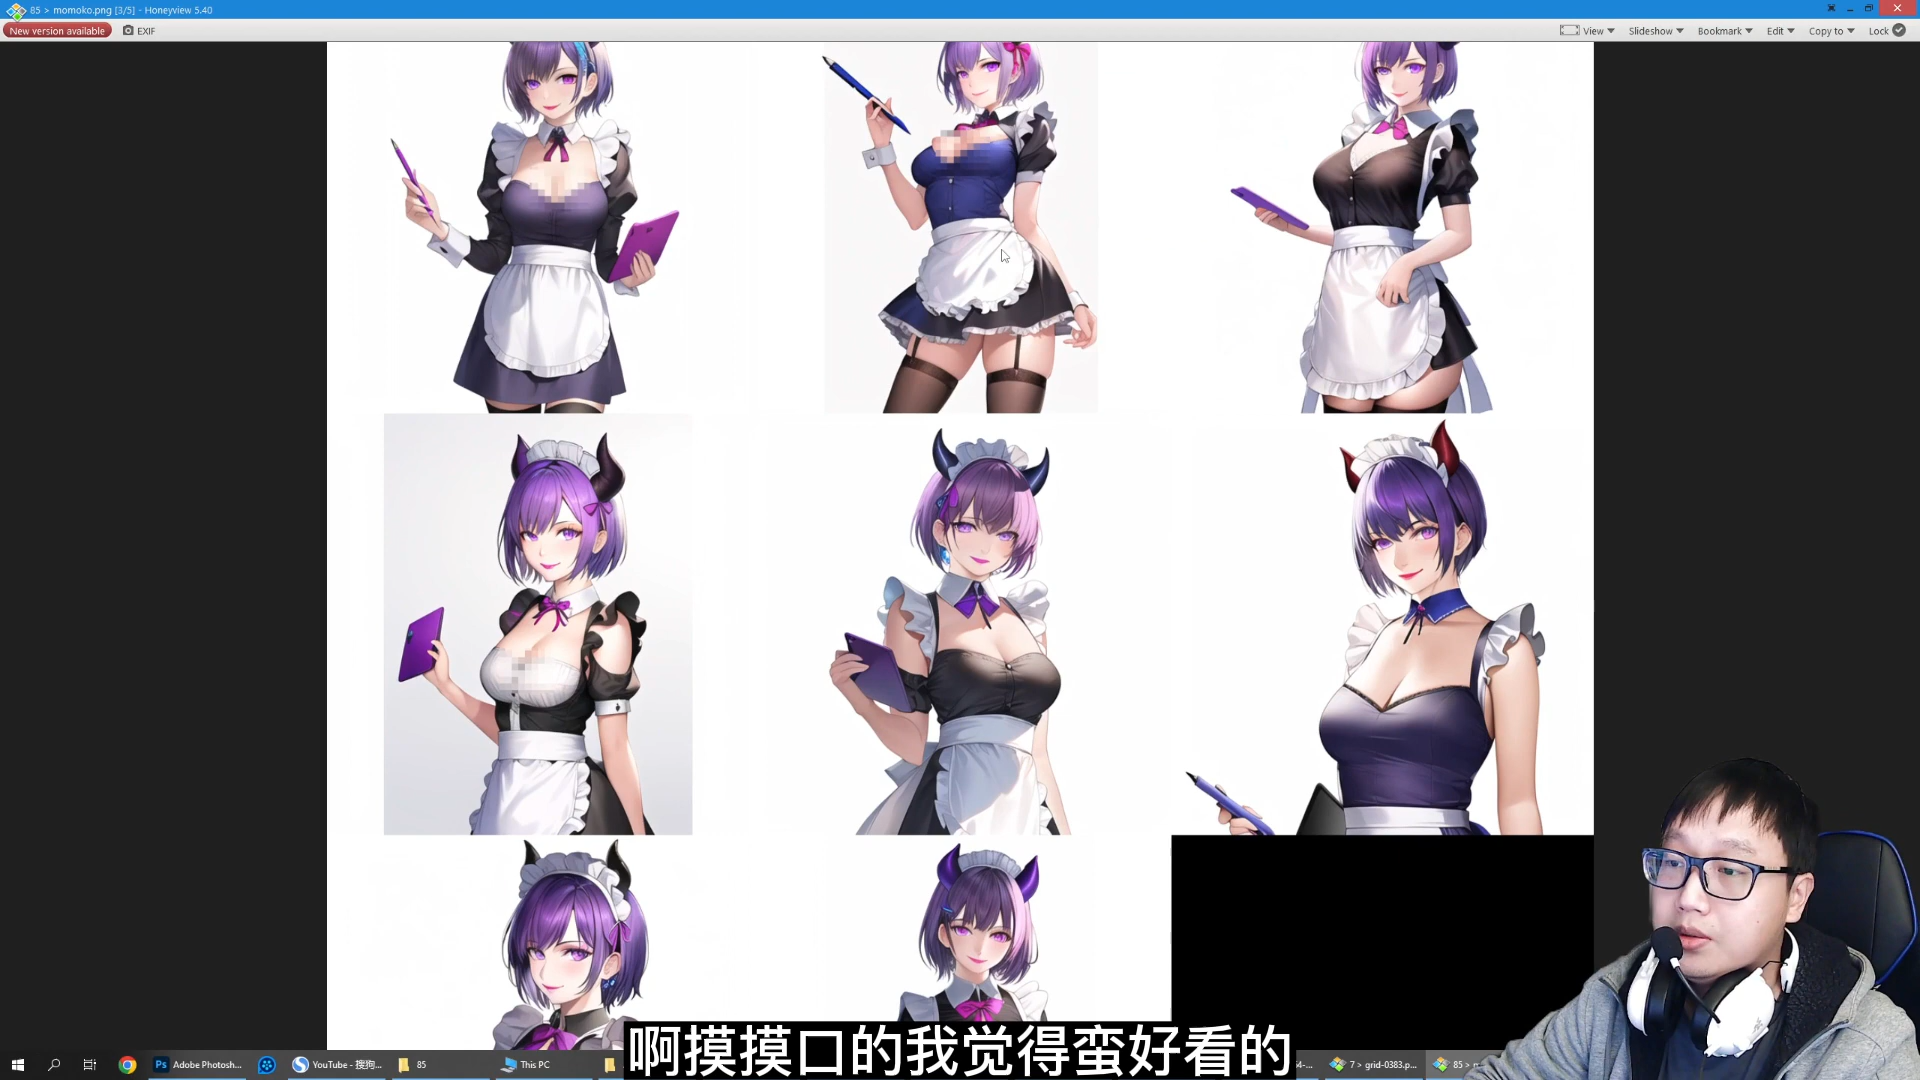 85 > momoko.png [3/5] - Honeyview 5.40
New version available
EXIF
View
Slideshow
Bookmark
Edit
Copy to
Lock
啊摸摸口的我觉得蛮好看的
Ps
Adobe Photosh...
YouTube - 搜狗...
85
This PC
7 > grid-0383.p...